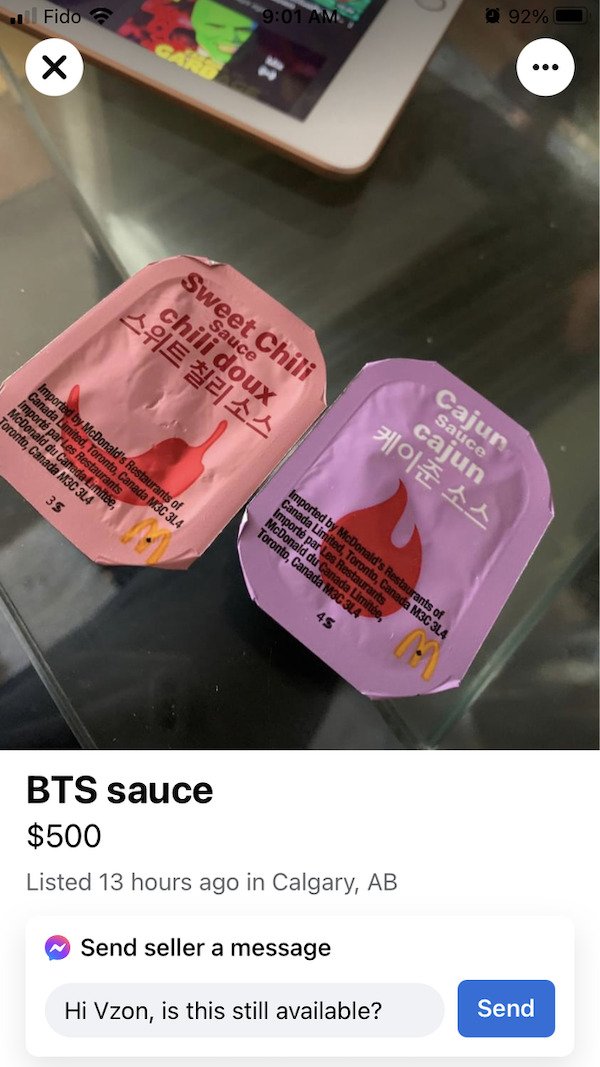 Fido
9:01 AM
92%
Sweet Chili
Sauce
chili doux
스위트 칠리 소스
Imported by McDonald's Restaurants of
Canada Limited, Toronto, Canada M3C 3L4
Importé par Les Restaurants
McDonald du Canada Limitée,
Toronto, Canada M3C 3L4
3S
Cajun
Sauce
cajun
케이준 소스
Imported by McDonald's Restaurants of
Canada Limited, Toronto, Canada M3C 3L4
Importé par Les Restaurants
McDonald du Canada Limitée,
Toronto, Canada M3C 3L4
4S
BTS sauce
$500
Listed 13 hours ago in Calgary, AB
Send seller a message
Hi Vzon, is this still available?
Send